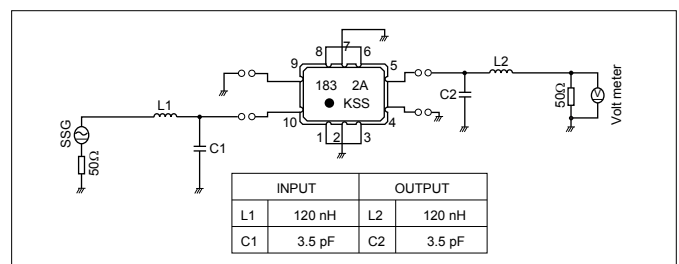 8 7 6
9 5
183 2A
KSS
10 4
1 2 3
L1
C1
SSG
50Ω
L2
C2
50Ω
V
Volt meter
INPUT OUTPUT
L1 120 nH L2 120 nH
C1 3.5 pF C2 3.5 pF